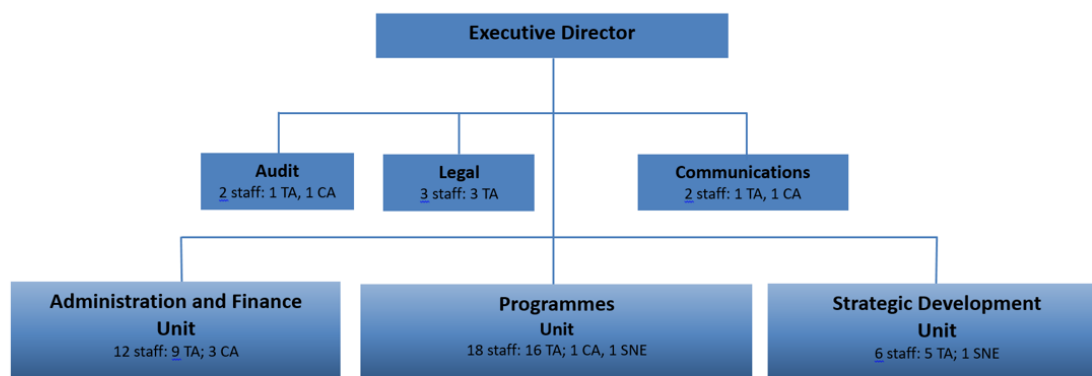 Executive Director
Audit
2 staff: 1 TA, 1 CA
Legal
3 staff: 3 TA
Communications
2 staff: 1 TA, 1 CA
Administration and Finance
Unit
12 staff: 9 TA; 3 CA
Programmes
Unit
18 staff: 16 TA; 1 CA, 1 SNE
Strategic Development
Unit
6 staff: 5 TA; 1 SNE